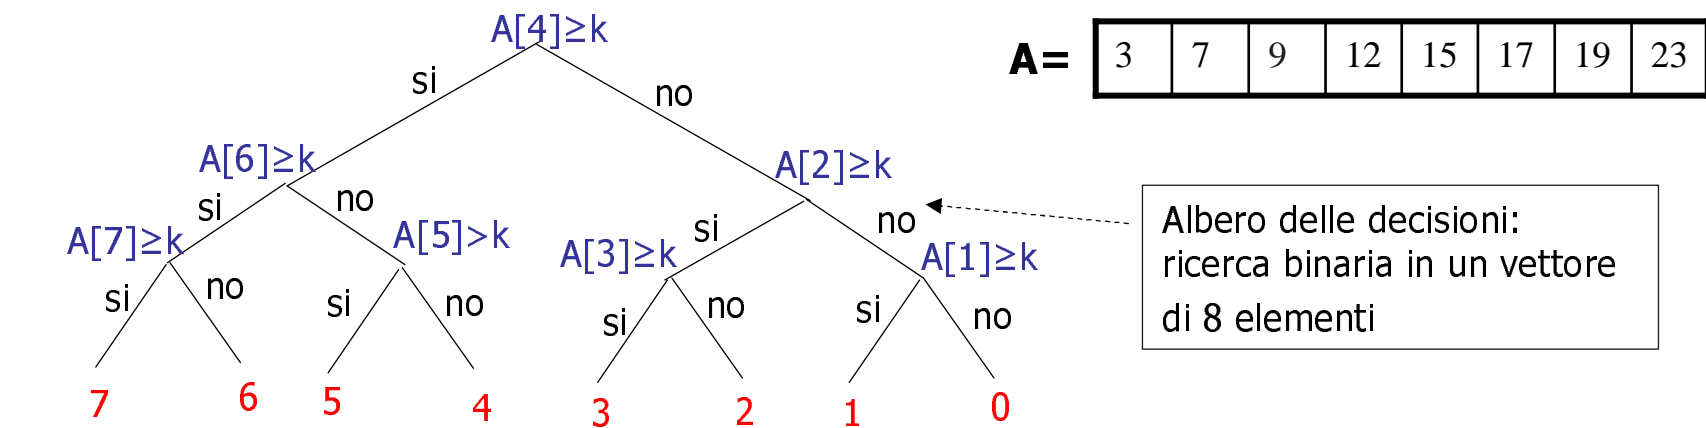 A[4]≥k
A= 3 7 9 12 15 17 19 23
si no
A[6]≥k A[2]≥k
si no si no
Albero delle decisioni:
ricerca binaria in un vettore
di 8 elementi
A[7]≥k A[5]>k A[3]≥k A[1]≥k
si no si no si no si no
7 6 5 4 3 2 1 0